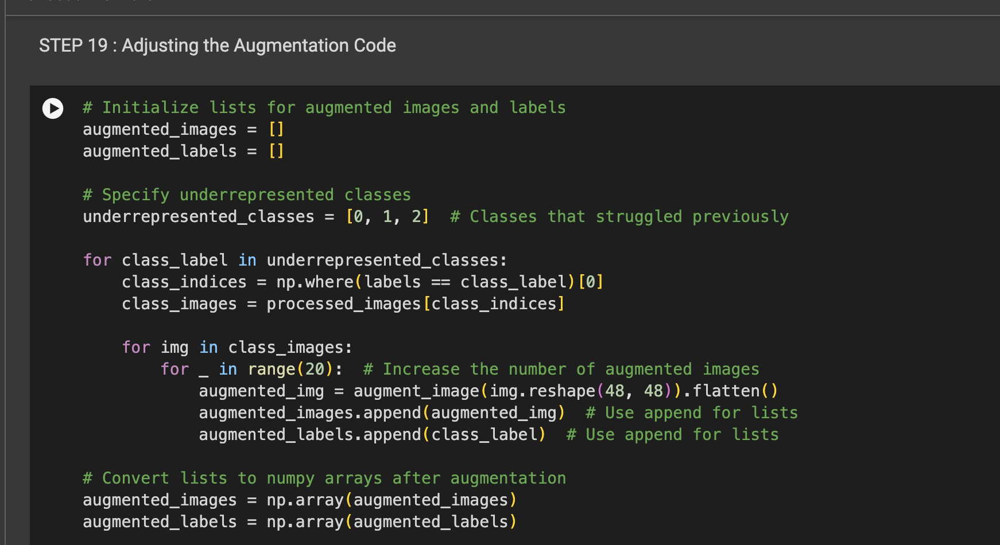 STEP 19 : Adjusting the Augmentation Code
# Initialize lists for augmented images and labels
augmented_images = []
augmented_labels = []
# Specify underrepresented classes
underrepresented_classes = [0, 1, 2]  # Classes that struggled previously
for class_label in underrepresented_classes:
    class_indices = np.where(labels == class_label)[0]
    class_images = processed_images[class_indices]
    for img in class_images:
        for _ in range(20):  # Increase the number of augmented images
            augmented_img = augment_image(img.reshape(48, 48)).flatten()
            augmented_images.append(augmented_img)  # Use append for lists
            augmented_labels.append(class_label)  # Use append for lists
# Convert lists to numpy arrays after augmentation
augmented_images = np.array(augmented_images)
augmented_labels = np.array(augmented_labels)